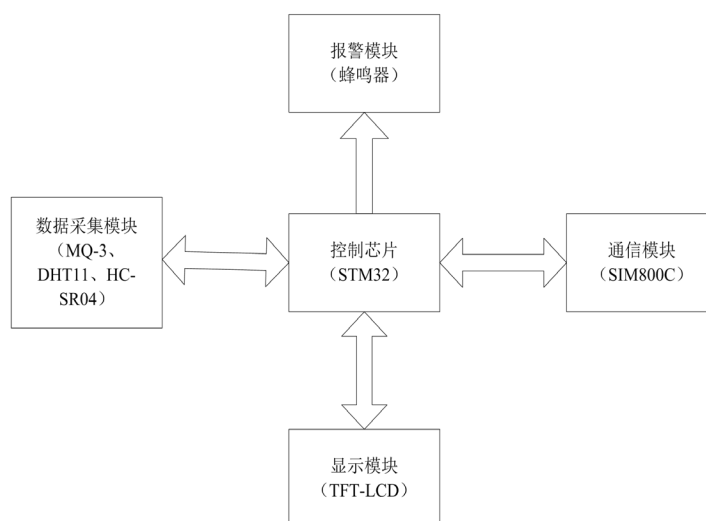 报警模块
（蜂鸣器）
数据采集模块
（MQ-3、
DHT11、HC-
SR04）
控制芯片
（STM32）
通信模块
（SIM800C）
显示模块
（TFT-LCD）